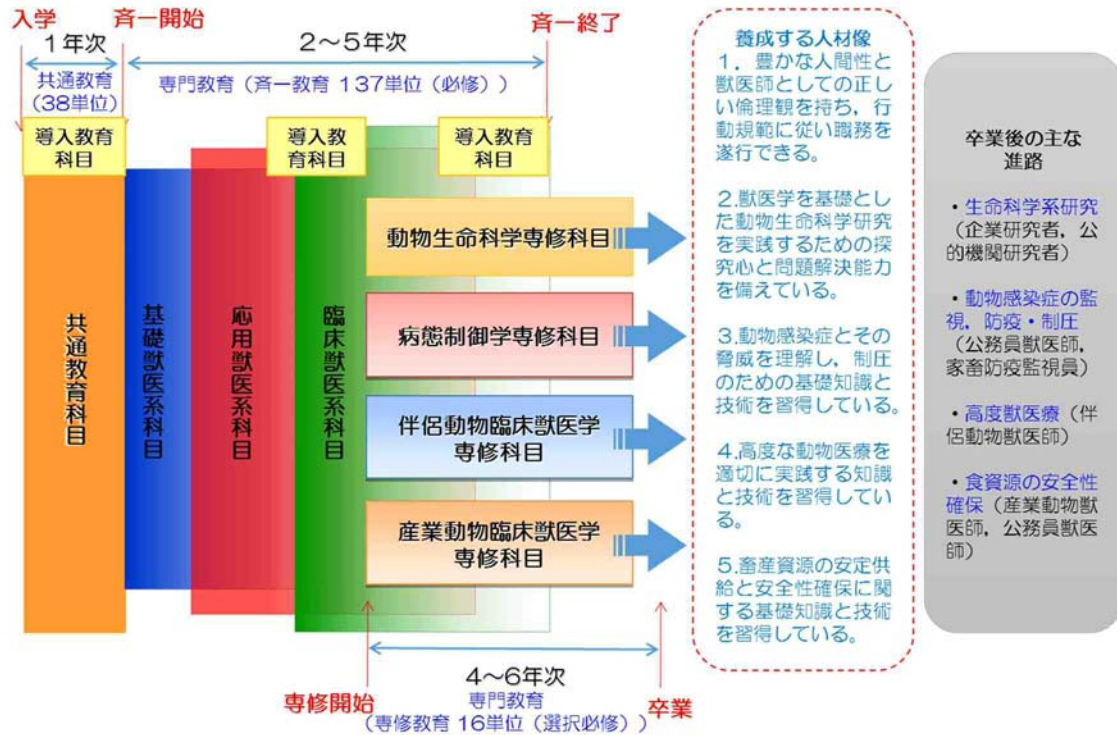 入学
斉一開始
斉一終了
1年次
2～5年次
共通教育
(38単位)
専門教育（斉一教育 137単位（必修））
導入教育
科目
導入教
育科目
導入教育
科目
共通教育科目
基礎獣医系科目
応用獣医系科目
臨床獣医系科目
動物生命科学専修科目
病態制御学専修科目
伴侶動物臨床獣医学
専修科目
産業動物臨床獣医学
専修科目
専修開始
4～6年次
専門教育
（専修教育 16単位（選択必修））
卒業
養成する人材像
1．豊かな人間性と
獣医師としての正し
い倫理観を持ち，行
動規範に従い職務を
遂行できる。
2.獣医学を基礎とし
た動物生命科学研究
を実践するための探
究心と問題解決能力
を備えている。
3.動物感染症とその
脅威を理解し，制圧
のための基礎知識と
技術を習得している。
4.高度な動物医療を
適切に実践する知識
と技術を習得してい
る。
5.畜産資源の安定供
給と安全性確保に関
する基礎知識と技術
を習得している。
卒業後の主な
進路
・生命科学系研究
（企業研究者，公
的機関研究者）
・動物感染症の監
視，防疫・制圧
（公務員獣医師，
家畜防疫監視員）
・高度獣医療（伴
侶動物獣医師）
・食資源の安全性
確保（産業動物獣
医師，公務員獣医
師）